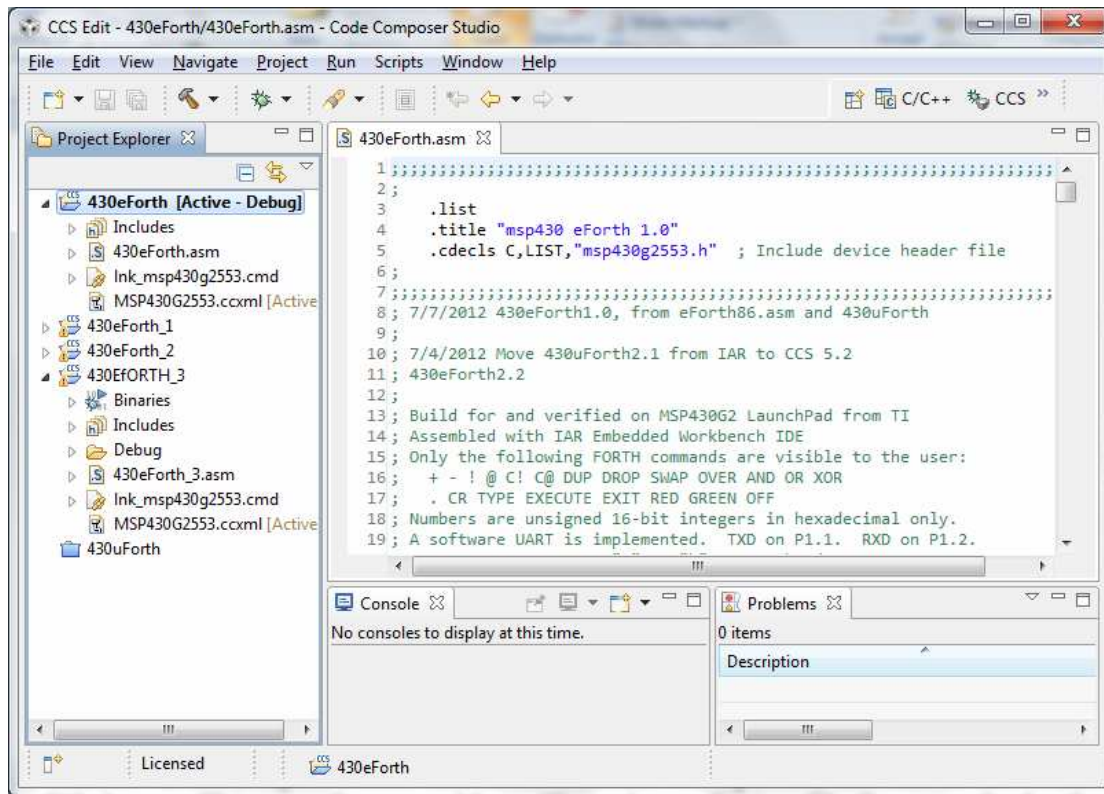 CCS Edit - 430eForth/430eForth.asm - Code Composer Studio
File Edit View Navigate Project Run Scripts Window Help
C/C++ CCS »
Project Explorer
430eForth [Active - Debug]
Includes
430eForth.asm
lnk_msp430g2553.cmd
MSP430G2553.ccxml [Active
430eForth_1
430eForth_2
430EfORTH_3
Binaries
Includes
Debug
430eForth_3.asm
lnk_msp430g2553.cmd
MSP430G2553.ccxml [Active
430uForth
430eForth.asm
1 ;;;;;;;;;;;;;;;;;;;;;;;;;;;;;;;;;;;;;;;;;;;;;;;;;;;;;;;;;;;;;;;;;;;;;;
2 ;
3 .list
4 .title "msp430 eForth 1.0"
5 .cdecls C,LIST,"msp430g2553.h" ; Include device header file
6 ;
7 ;;;;;;;;;;;;;;;;;;;;;;;;;;;;;;;;;;;;;;;;;;;;;;;;;;;;;;;;;;;;;;;;;;;;;;
8 ; 7/7/2012 430eForth1.0, from eForth86.asm and 430uForth
9 ;
10 ; 7/4/2012 Move 430uForth2.1 from IAR to CCS 5.2
11 ; 430eForth2.2
12 ;
13 ; Build for and verified on MSP430G2 LaunchPad from TI
14 ; Assembled with IAR Embedded Workbench IDE
15 ; Only the following FORTH commands are visible to the user:
16 ; + - ! @ C! C@ DUP DROP SWAP OVER AND OR XOR
17 ; . CR TYPE EXECUTE EXIT RED GREEN OFF
18 ; Numbers are unsigned 16-bit integers in hexadecimal only.
19 ; A software UART is implemented. TXD on P1.1. RXD on P1.2.
Console
No consoles to display at this time.
Problems
0 items
Description
Licensed
430eForth